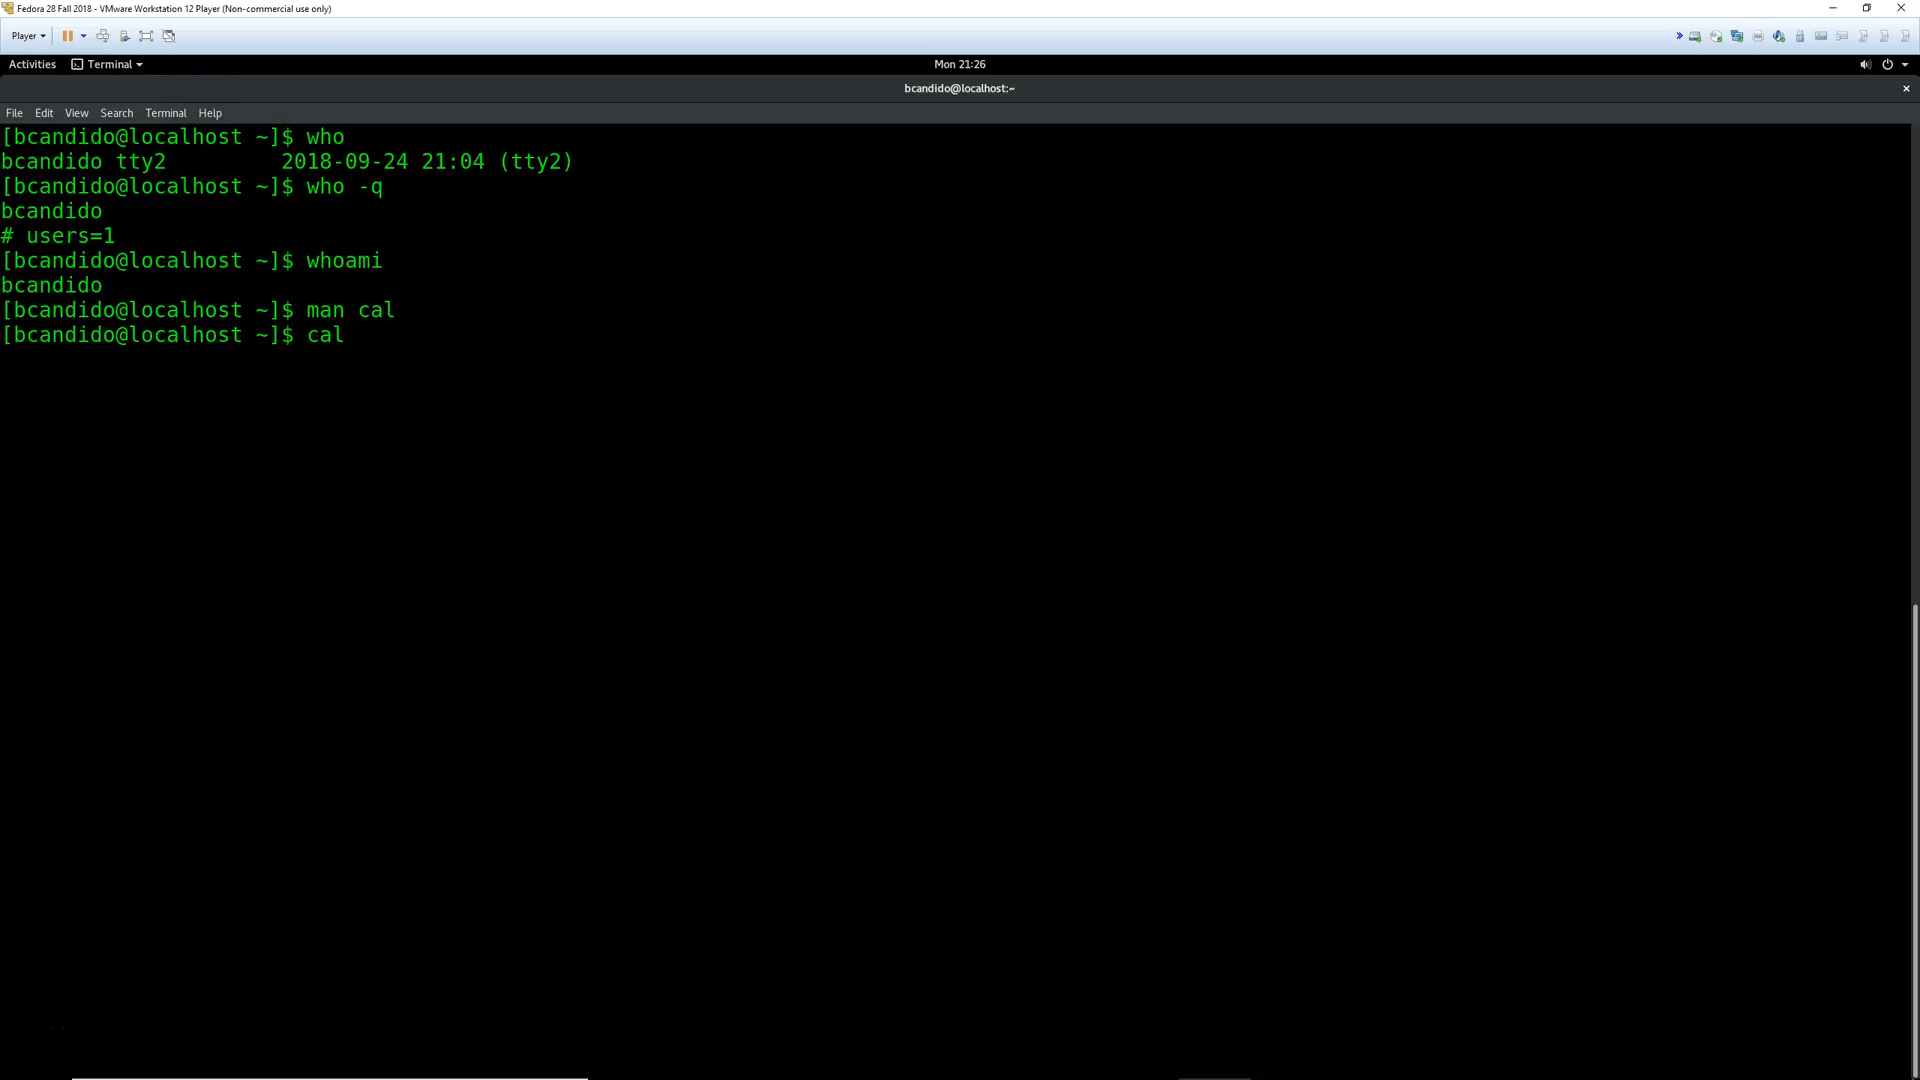 Fedora 28 Fall 2018 - VMware Workstation 12 Player (Non-commercial use only)
Player
Activities Terminal Mon 21:26
bcandido@localhost:~
File Edit View Search Terminal Help
[bcandido@localhost ~]$ who
bcandido tty2         2018-09-24 21:04 (tty2)
[bcandido@localhost ~]$ who -q
bcandido
# users=1
[bcandido@localhost ~]$ whoami
bcandido
[bcandido@localhost ~]$ man cal
[bcandido@localhost ~]$ cal